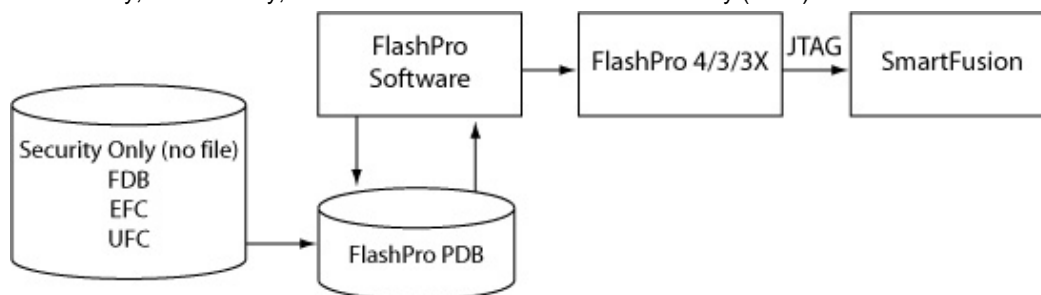 FlashPro
Software
FlashPro 4/3/3X
JTAG
SmartFusion
Security Only (no file)
FDB
EFC
UFC
FlashPro PDB